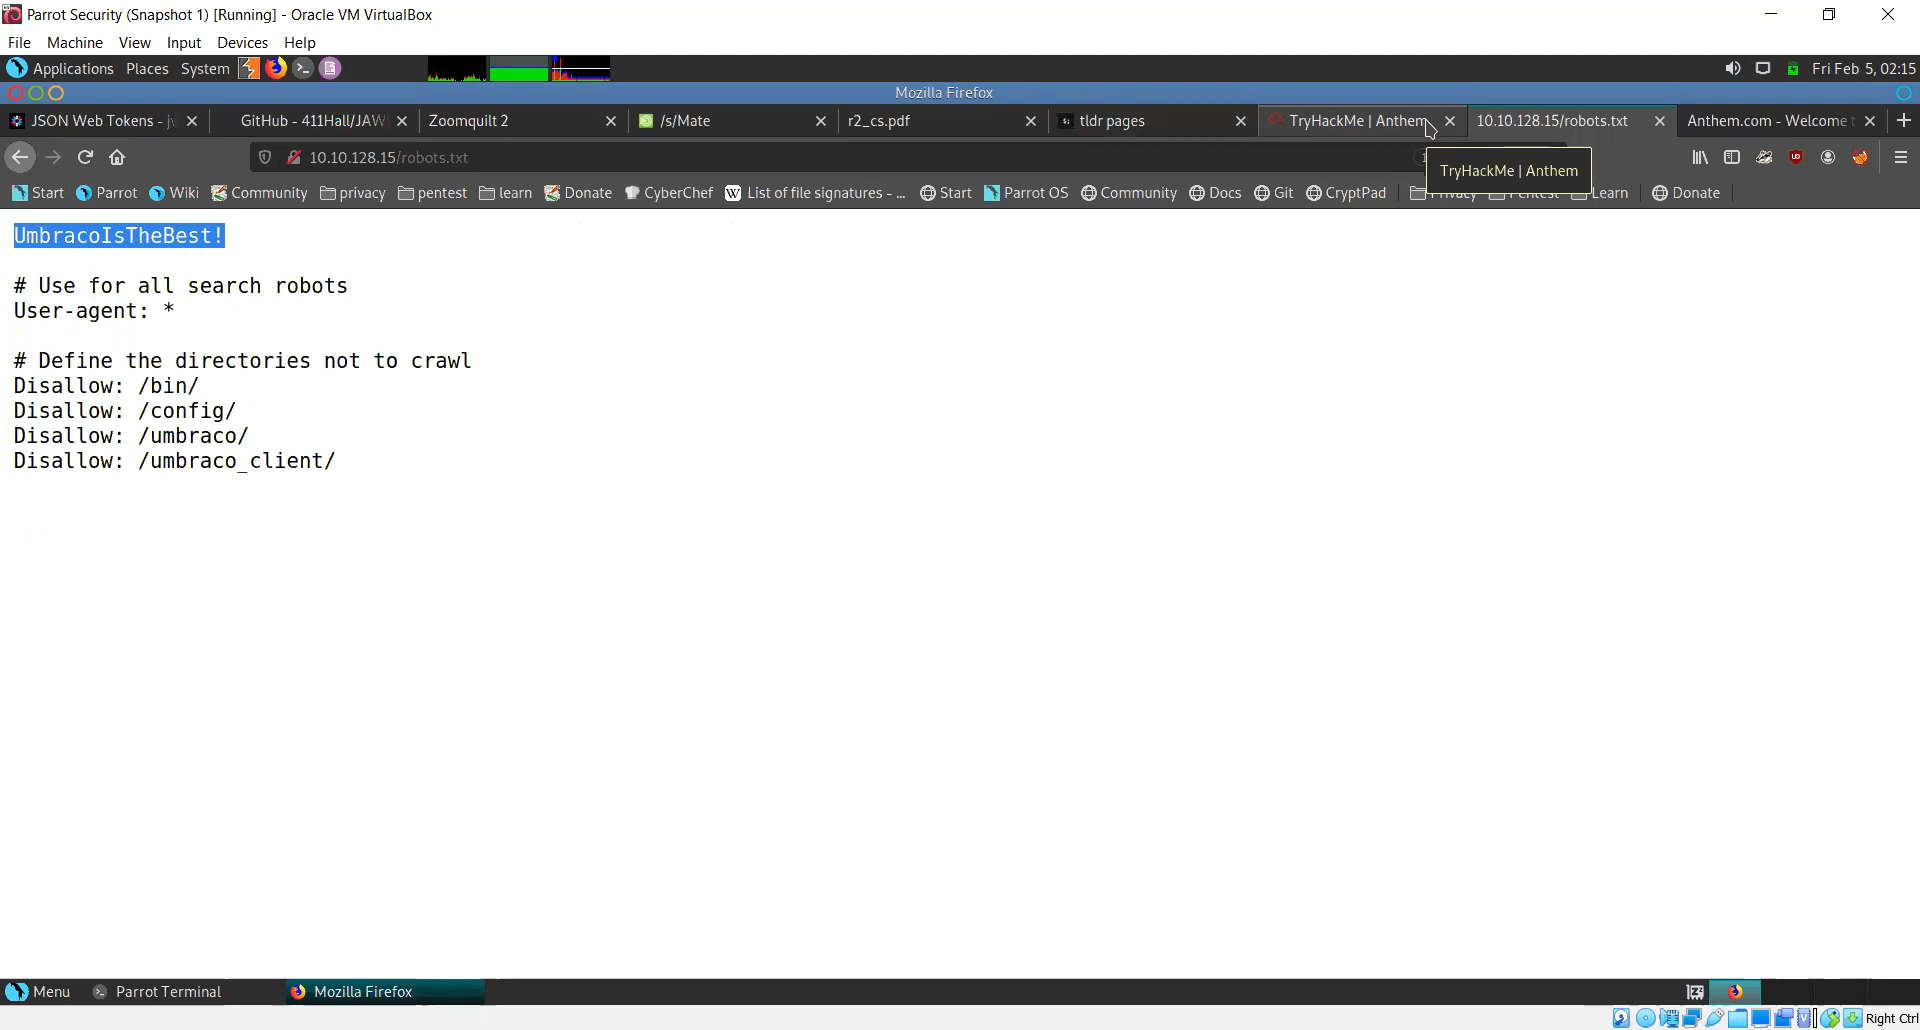 Parrot Security (Snapshot 1) [Running] - Oracle VM VirtualBox
File Machine View Input Devices Help
Applications Places System Fri Feb 5, 02:15
Mozilla Firefox
JSON Web Tokens - GitHub - 411Hall/JAW Zoomquilt 2 /s/Mate r2_cs.pdf tldr pages TryHackMe | Anthem 10.10.128.15/robots.txt Anthem.com - Welcome
10.10.128.15/robots.txt
TryHackMe | Anthem
Start Parrot Wiki Community privacy pentest learn Donate CyberChef List of file signatures - ... Start Parrot OS Community Docs Git CryptPad Privacy Pentest Learn Donate
UmbracoIsTheBest!
# Use for all search robots
User-agent: *
# Define the directories not to crawl
Disallow: /bin/
Disallow: /config/
Disallow: /umbraco/
Disallow: /umbraco_client/
Menu Parrot Terminal Mozilla Firefox
Right Ctrl